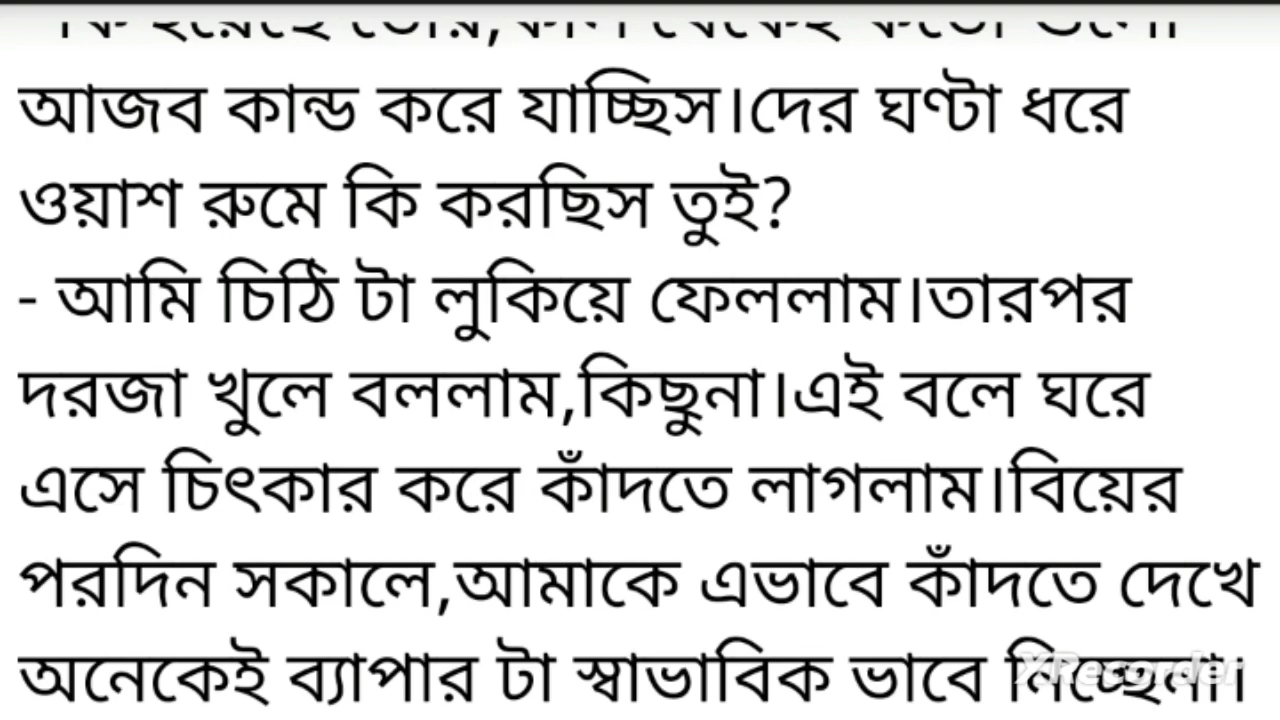 আজব কান্ড করে যাচ্ছিস।দের ঘণ্টা ধরে
ওয়াশ রুমে কি করছিস তুই?
- আমি চিঠি টা লুকিয়ে ফেললাম।তারপর
দরজা খুলে বললাম,কিছুনা।এই বলে ঘরে
এসে চিৎকার করে কাঁদতে লাগলাম।বিয়ের
পরদিন সকালে,আমাকে এভাবে কাঁদতে দেখে
অনেকেই ব্যাপার টা স্বাভাবিক ভাবে নিচ্ছেনা।
XRecorder